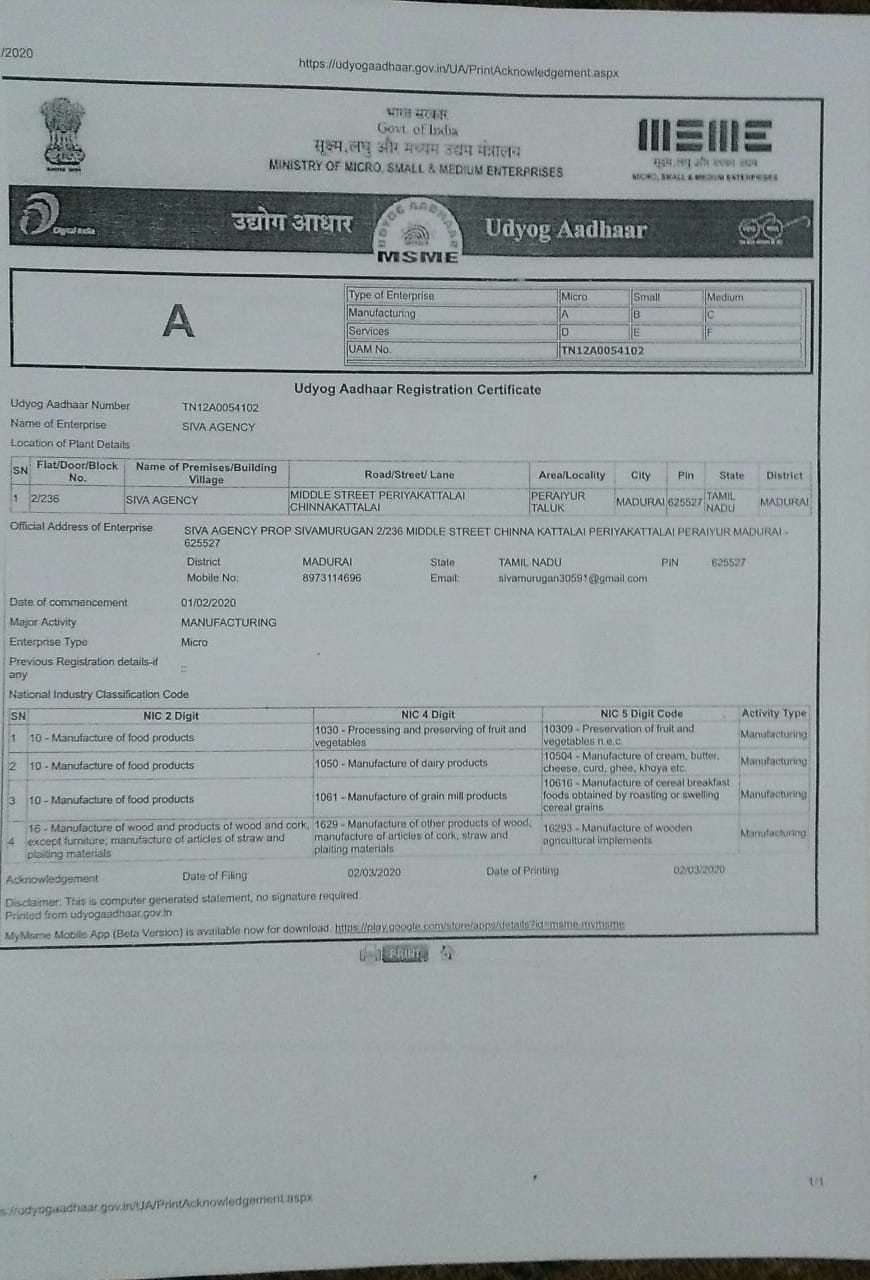 /2020
https://udyogaadhaar.gov.in/UA/PrintAcknowledgement.aspx
भारत सरकार
Govt. of India
सूक्ष्म,लघु और मध्यम उद्यम मंत्रालय
MINISTRY OF MICRO, SMALL & MEDIUM ENTERPRISES
MSME
सूक्ष्म,लघु और मध्यम उद्यम
MICRO, SMALL & MEDIUM ENTERPRISES
Digital India
उद्योग आधार
UDYOG AADHAAR
MSME
Udyog Aadhaar
A
Type of Enterprise Micro Small Medium
Manufacturing A B C
Services D E F
UAM No. TN12A0054102
Udyog Aadhaar Registration Certificate
Udyog Aadhaar Number TN12A0054102
Name of Enterprise SIVA AGENCY
Location of Plant Details
SN Flat/Door/Block No. Name of Premises/Building Village Road/Street/ Lane Area/Locality City Pin State District
1 2/236 SIVA AGENCY MIDDLE STREET PERIYAKATTALAI CHINNAKATTALAI PERAIYUR TALUK MADURAI 625527 TAMIL NADU MADURAI
Official Address of Enterprise SIVA AGENCY PROP SIVAMURUGAN 2/236 MIDDLE STREET CHINNA KATTALAI PERIYAKATTALAI PERAIYUR MADURAI -
625527
District MADURAI State TAMIL NADU PIN 625527
Mobile No: 8973114696 Email: sivamurugan30591@gmail.com
Date of commencement 01/02/2020
Major Activity MANUFACTURING
Enterprise Type Micro
Previous Registration details-if
any ::
National Industry Classification Code
SN NIC 2 Digit NIC 4 Digit NIC 5 Digit Code Activity Type
1 10 - Manufacture of food products 1030 - Processing and preserving of fruit and vegetables 10309 - Preservation of fruit and vegetables n.e.c. Manufacturing
2 10 - Manufacture of food products 1050 - Manufacture of dairy products 10504 - Manufacture of cream, butter, cheese, curd, ghee, khoya etc. Manufacturing
3 10 - Manufacture of food products 1061 - Manufacture of grain mill products 10616 - Manufacture of cereal breakfast foods obtained by roasting or swelling cereal grains Manufacturing
4 16 - Manufacture of wood and products of wood and cork, except furniture; manufacture of articles of straw and plaiting materials 1629 - Manufacture of other products of wood; manufacture of articles of cork, straw and plaiting materials 16293 - Manufacture of wooden agricultural implements Manufacturing
Acknowledgement Date of Filing 02/03/2020 Date of Printing 02/03/2020
Disclaimer: This is computer generated statement, no signature required.
Printed from udyogaadhaar.gov.in
MyMsme Mobile App (Beta Version) is available now for download. https://play.google.com/store/apps/details?id=msme.mymsme
PRINT
1/1
s://udyogaadhaar.gov.in/UA/PrintAcknowledgement.aspx